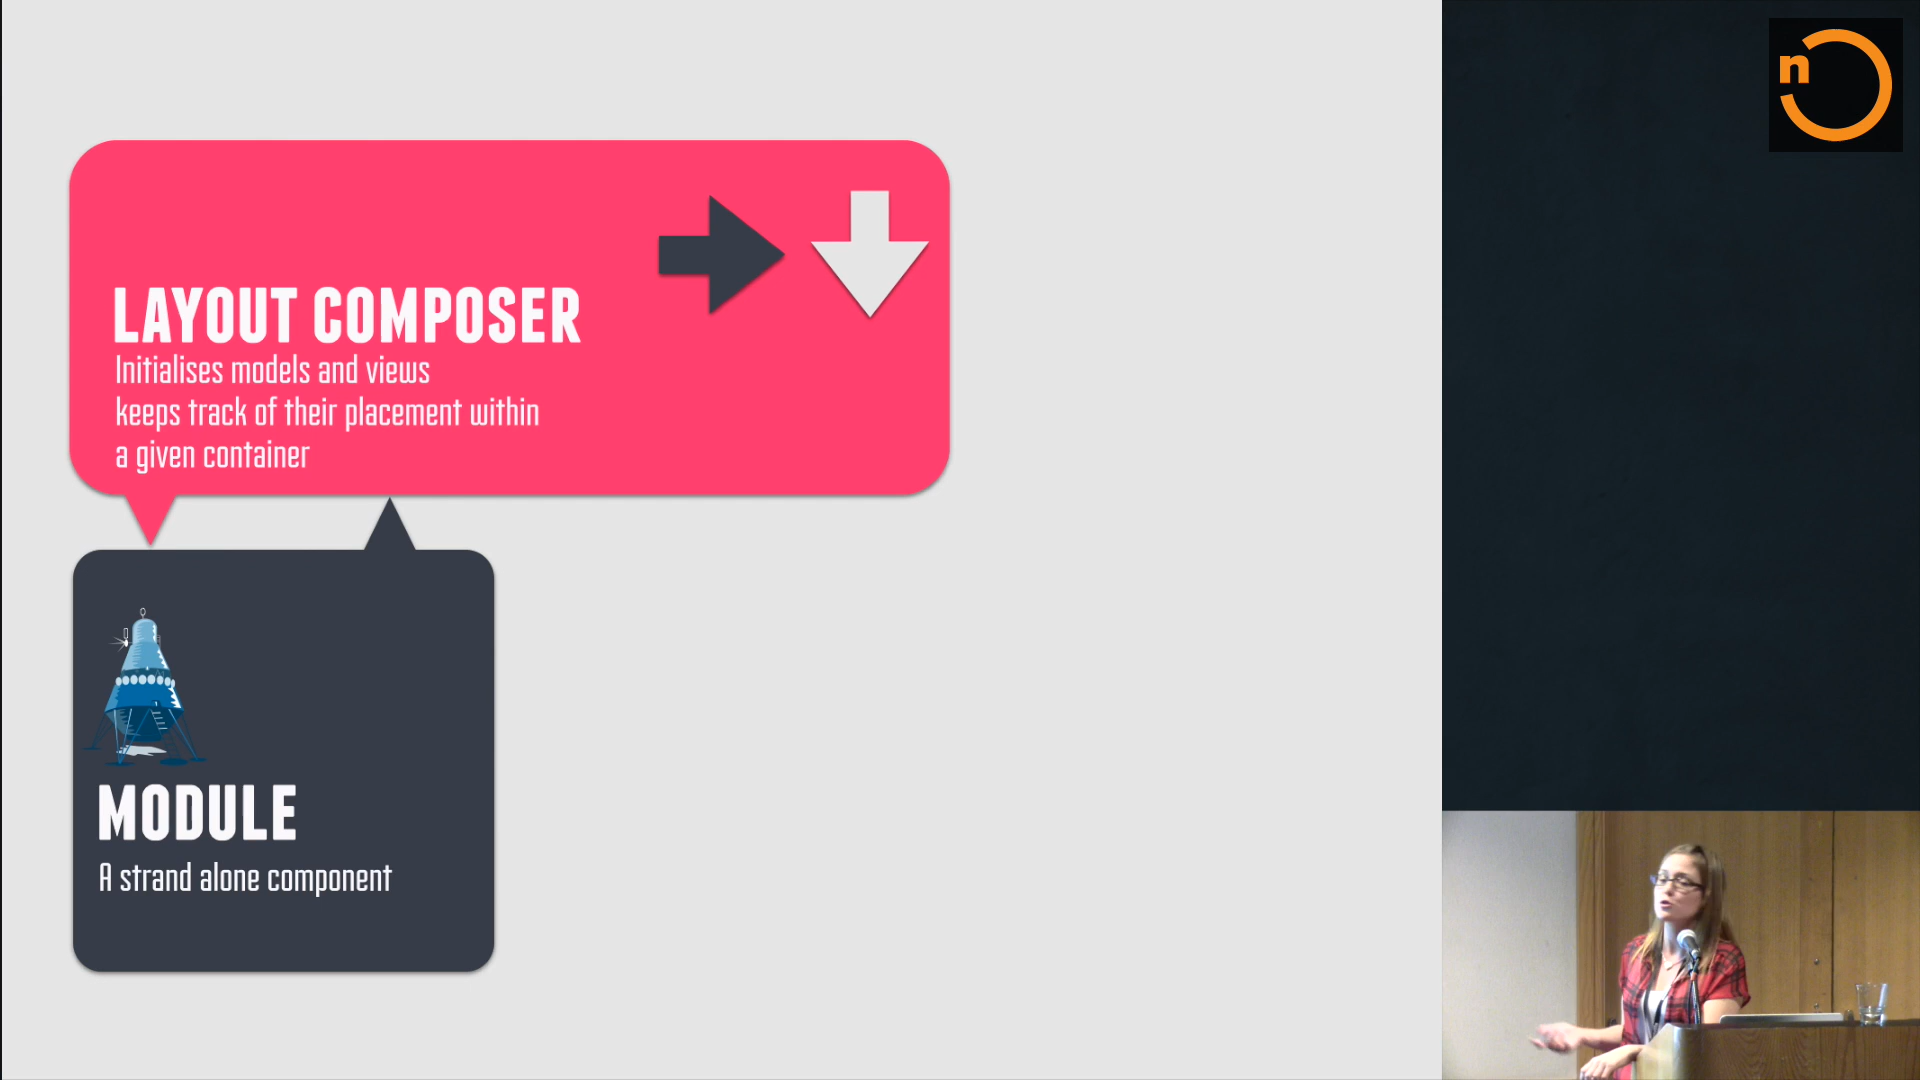 n
LAYOUT COMPOSER
Initialises models and views
keeps track of their placement within
a given container
MODULE
A strand alone component